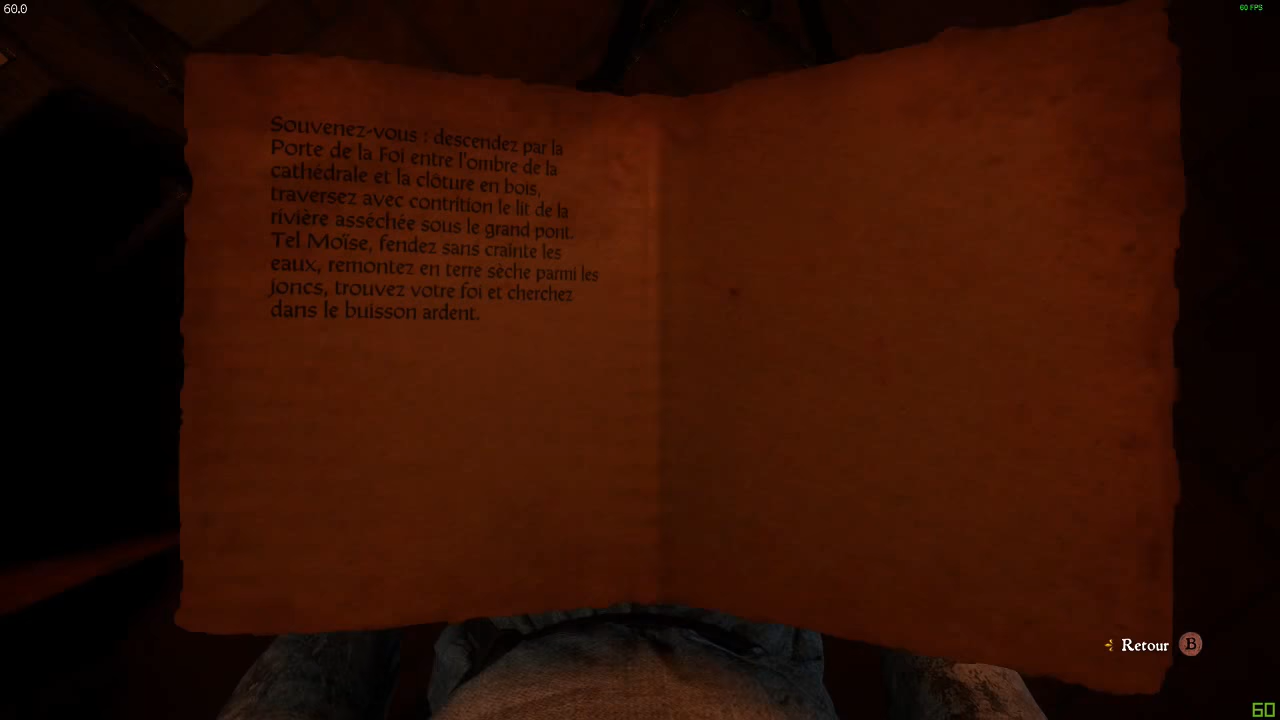 60.0
60 FPS
Souvenez-vous : descendez par la
Porte de la Foi entre l'ombre de la
cathédrale et la clôture en bois,
traversez avec contrition le lit de la
rivière asséchée sous le grand pont.
Tel Moïse, fendez sans crainte les
eaux, remontez en terre sèche parmi les
joncs, trouvez votre foi et cherchez
dans le buisson ardent.
Retour B
60